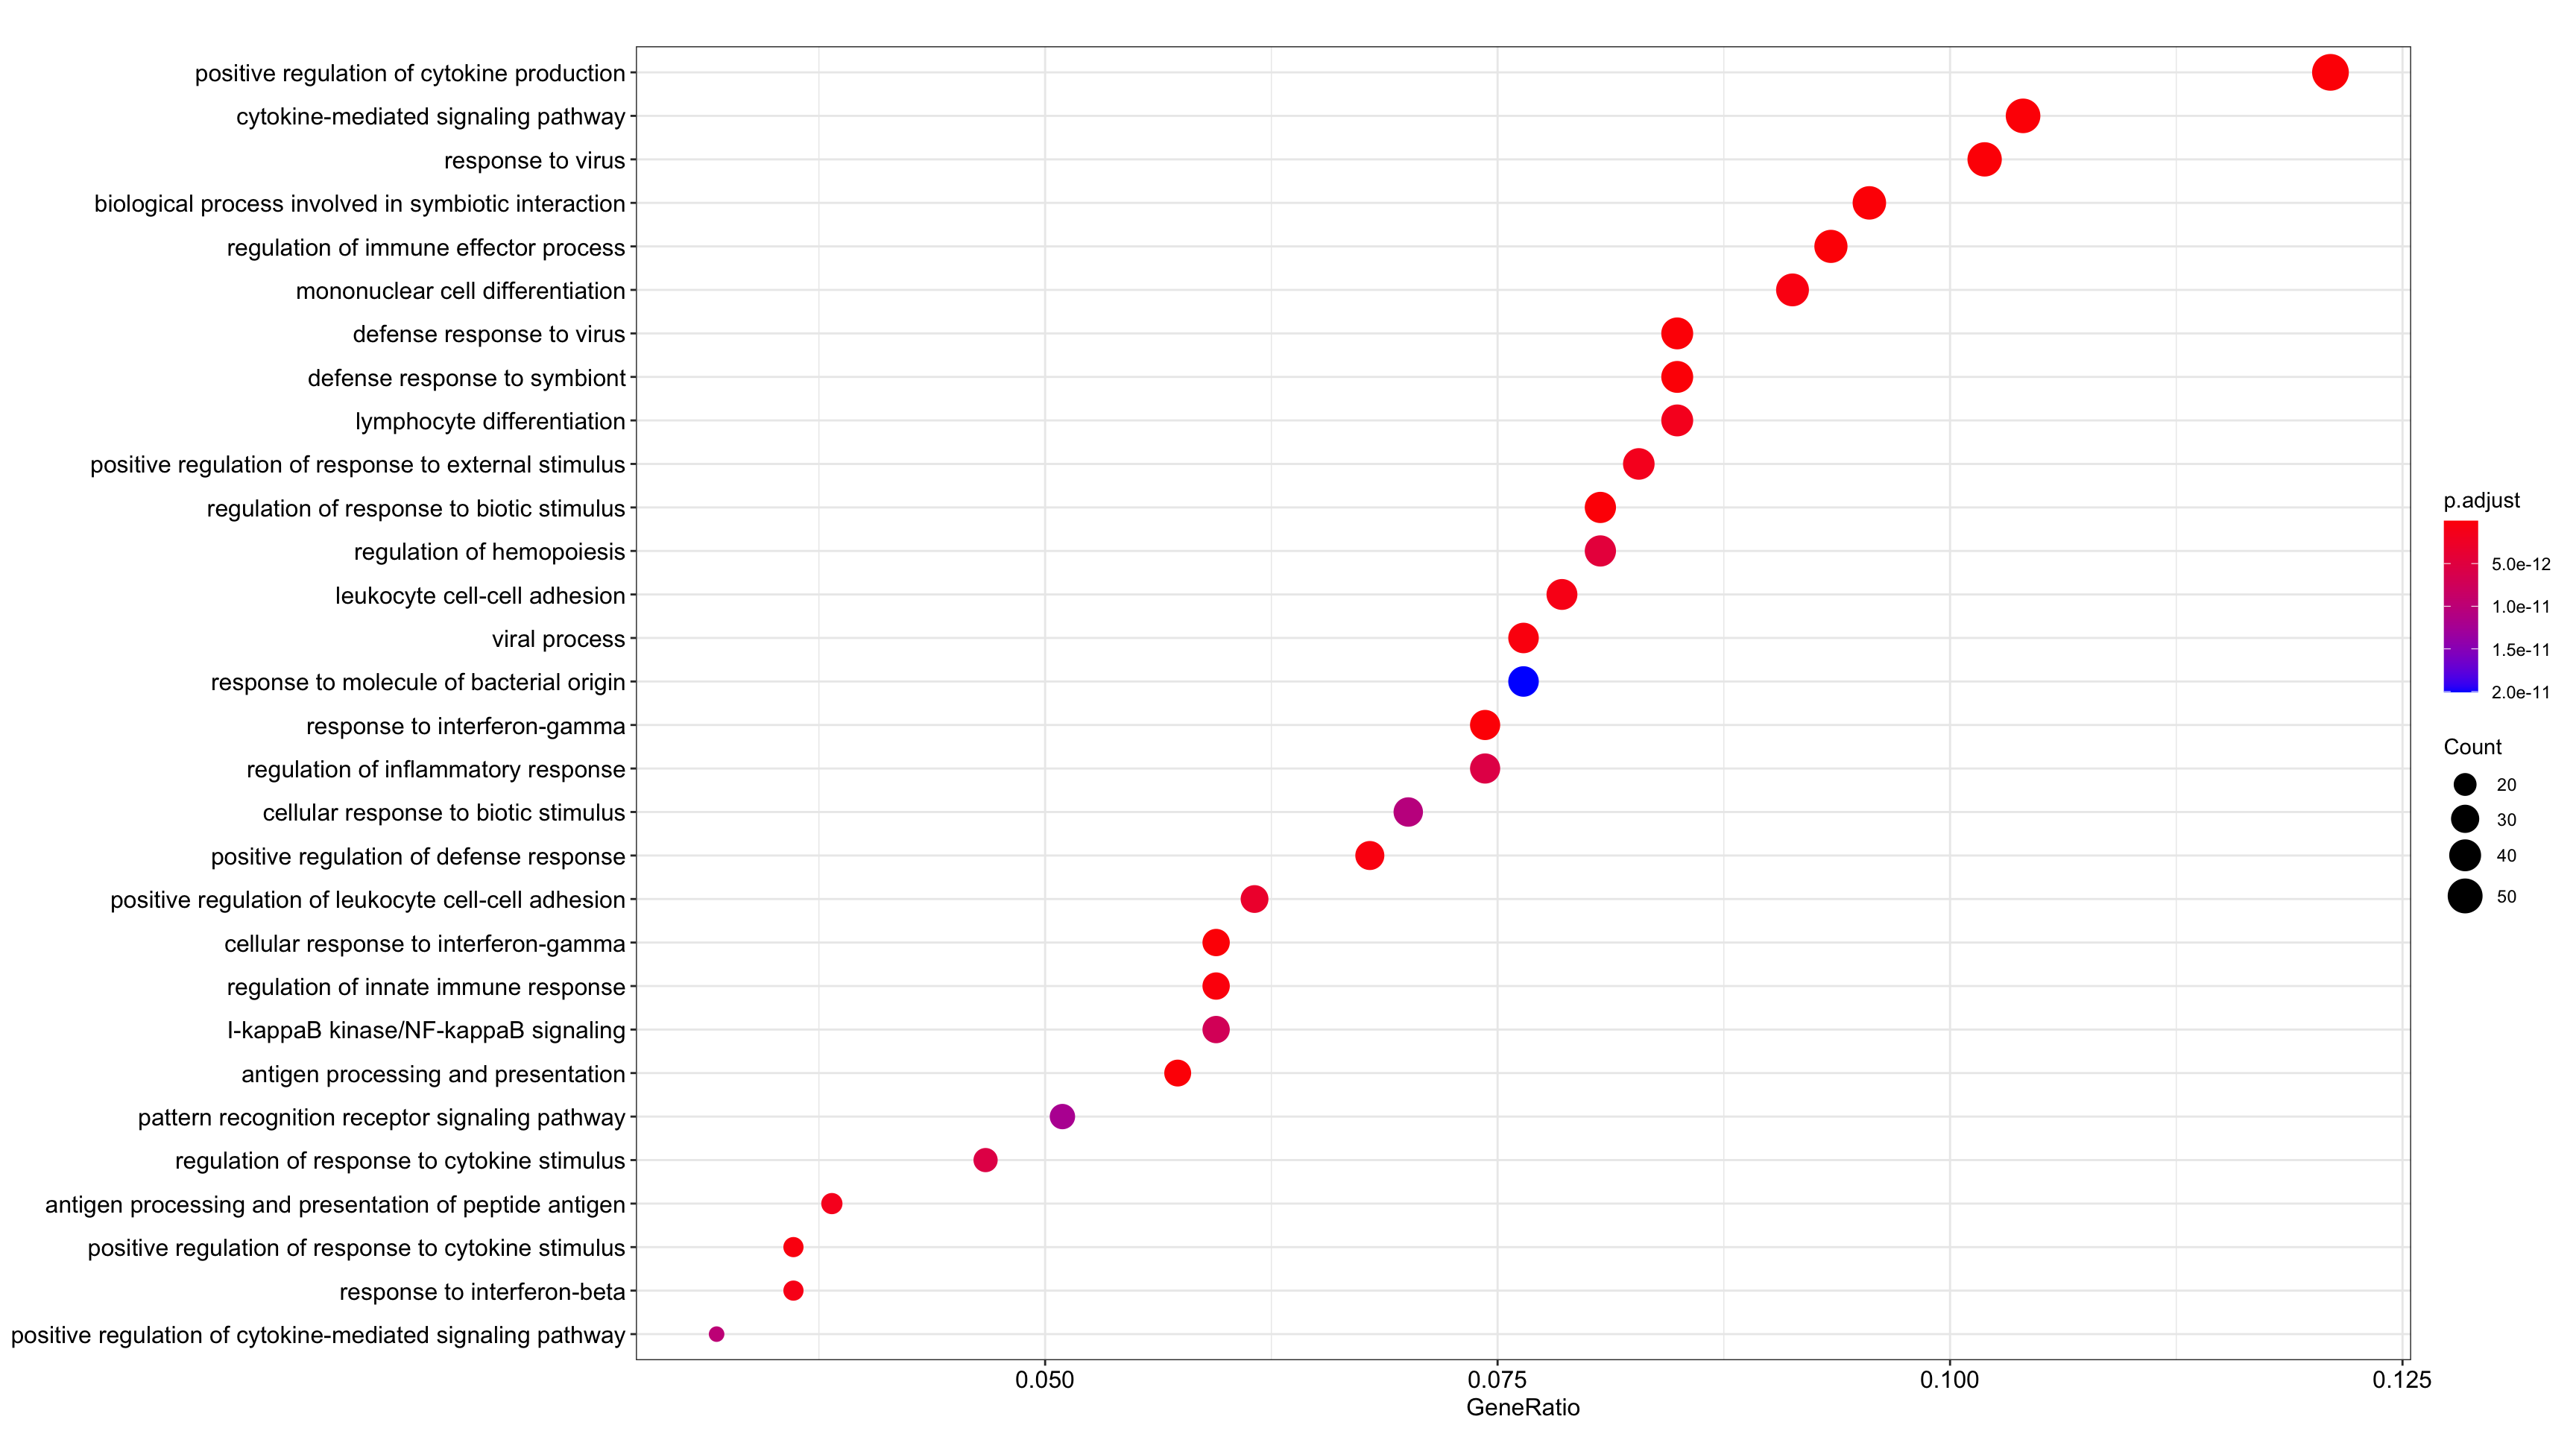 positive regulation of cytokine production
cytokine-mediated signaling pathway
response to virus
biological process involved in symbiotic interaction
regulation of immune effector process
mononuclear cell differentiation
defense response to virus
defense response to symbiont
lymphocyte differentiation
positive regulation of response to external stimulus
regulation of response to biotic stimulus
regulation of hemopoiesis
leukocyte cell-cell adhesion
viral process
response to molecule of bacterial origin
response to interferon-gamma
regulation of inflammatory response
cellular response to biotic stimulus
positive regulation of defense response
positive regulation of leukocyte cell-cell adhesion
cellular response to interferon-gamma
regulation of innate immune response
I-kappaB kinase/NF-kappaB signaling
antigen processing and presentation
pattern recognition receptor signaling pathway
regulation of response to cytokine stimulus
antigen processing and presentation of peptide antigen
positive regulation of response to cytokine stimulus
response to interferon-beta
positive regulation of cytokine-mediated signaling pathway
0.050 0.075 0.100 0.125
GeneRatio
p.adjust
5.0e-12
1.0e-11
1.5e-11
2.0e-11
Count
20
30
40
50